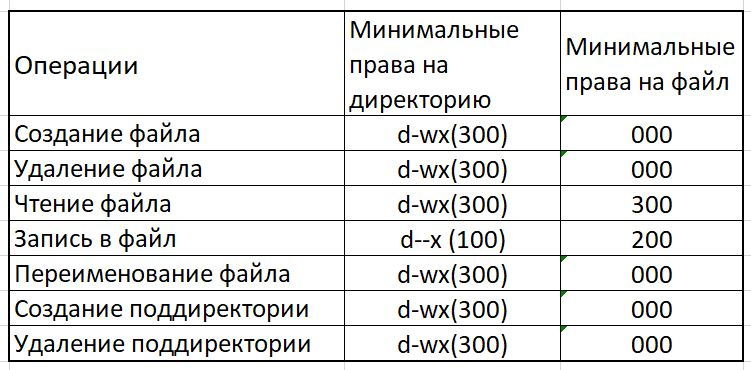 Операции
Минимальные
права на
директорию
Минимальные
права на файл
Создание файла d-wx(300) 000
Удаление файла d-wx(300) 000
Чтение файла d-wx(300) 300
Запись в файл d--x (100) 200
Переименование файла d-wx(300) 000
Создание поддиректории d-wx(300) 000
Удаление поддиректории d-wx(300) 000